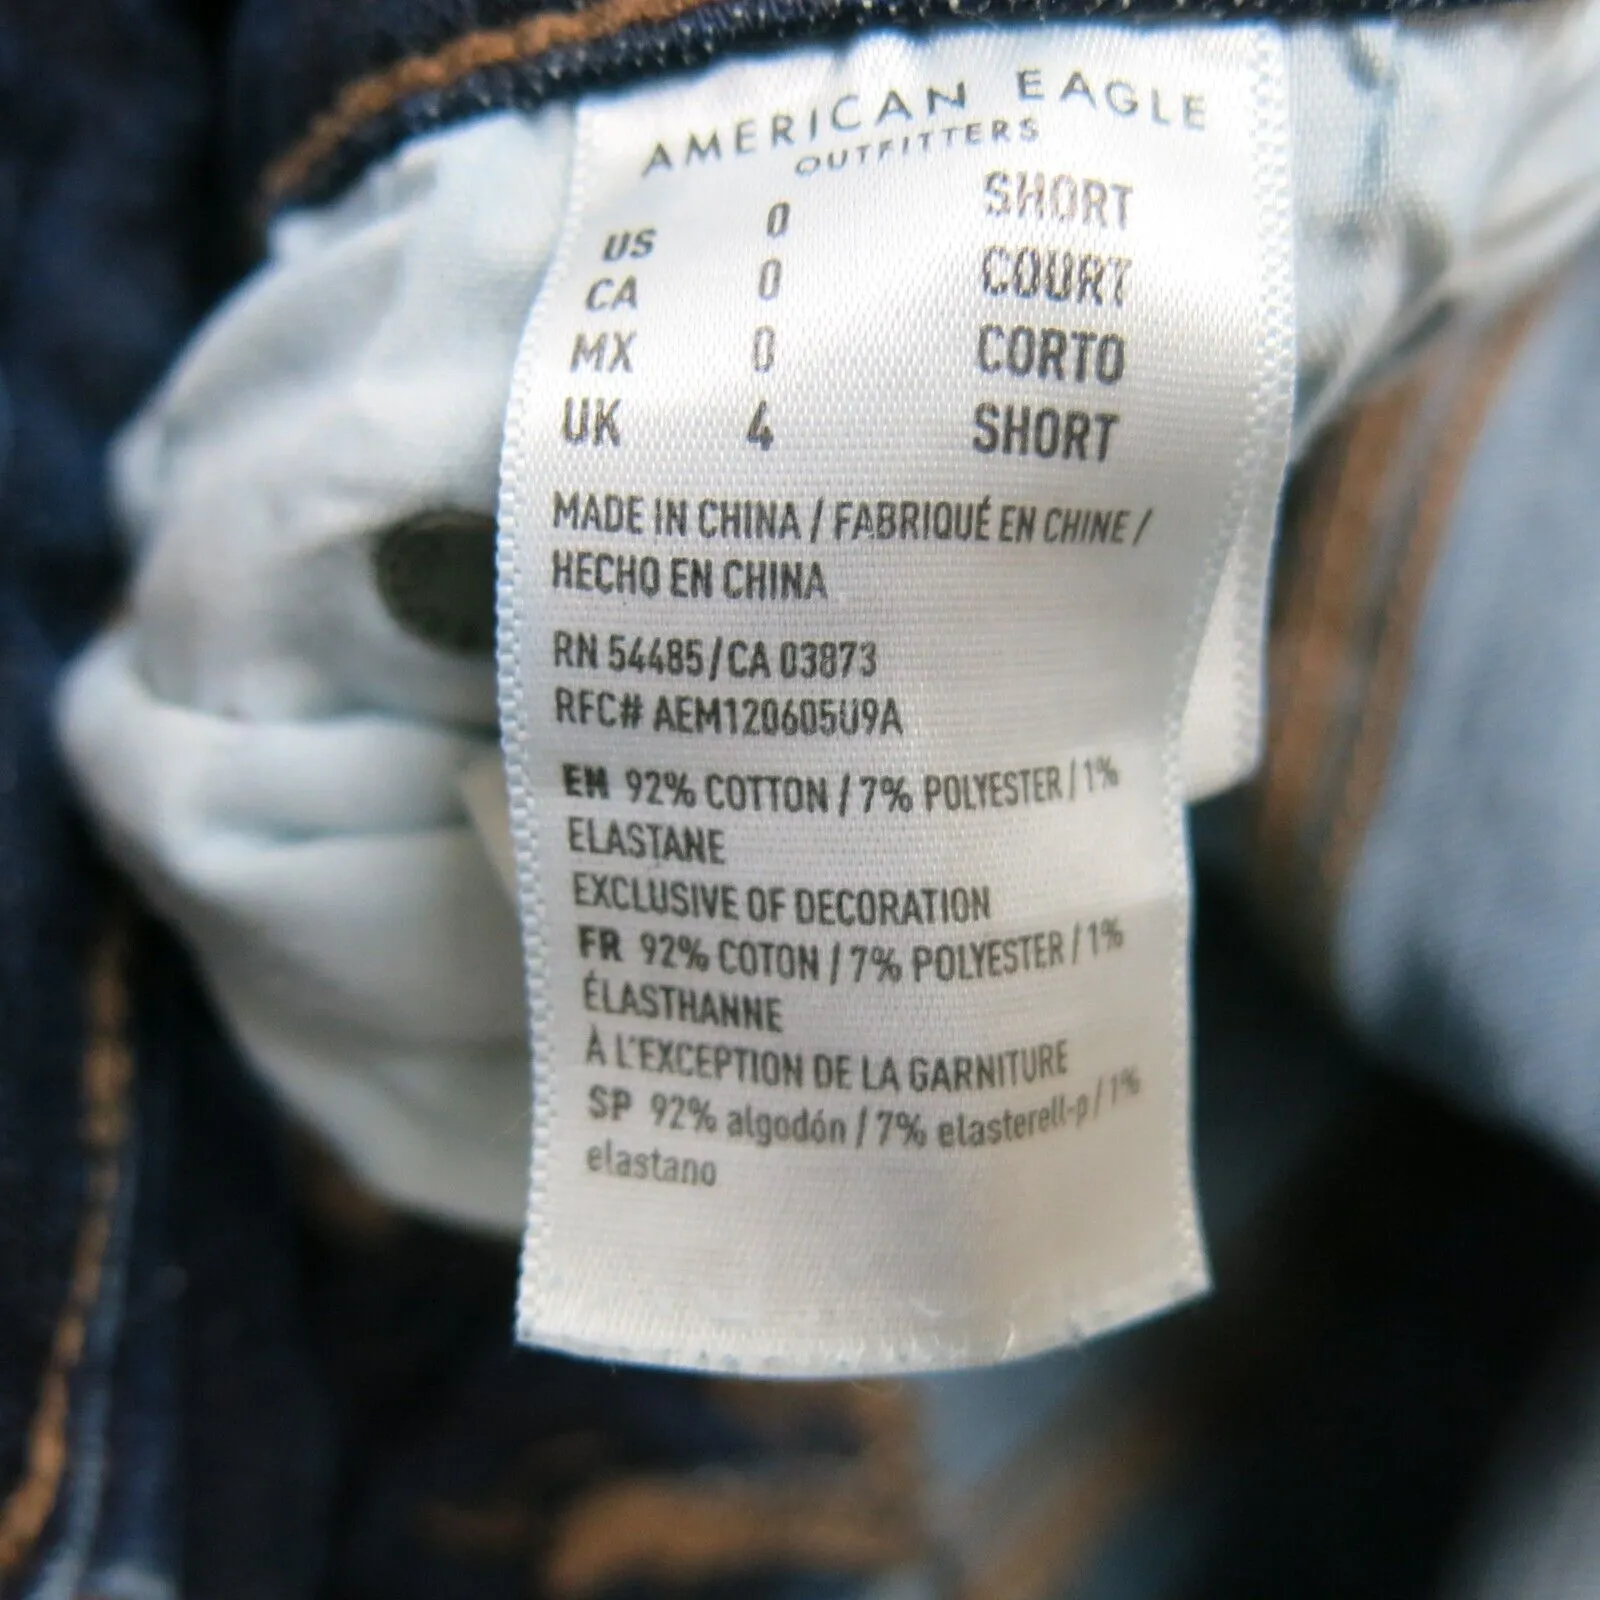 AMERICAN EAGLE
OUTFITTERS
US 0 SHORT
CA 0 COURT
MX 0 CORTO
UK 4 SHORT
MADE IN CHINA / FABRIQUÉ EN CHINE /
HECHO EN CHINA
RN 54485/CA 03873
RFC# AEM120605U9A
EN 92% COTTON / 7% POLYESTER / 1%
ELASTANE
EXCLUSIVE OF DECORATION
FR 92% COTON / 7% POLYESTER / 1%
ÉLASTHANNE
À L'EXCEPTION DE LA GARNITURE
SP 92% algodón / 7% elasterell-p / 1%
elastano